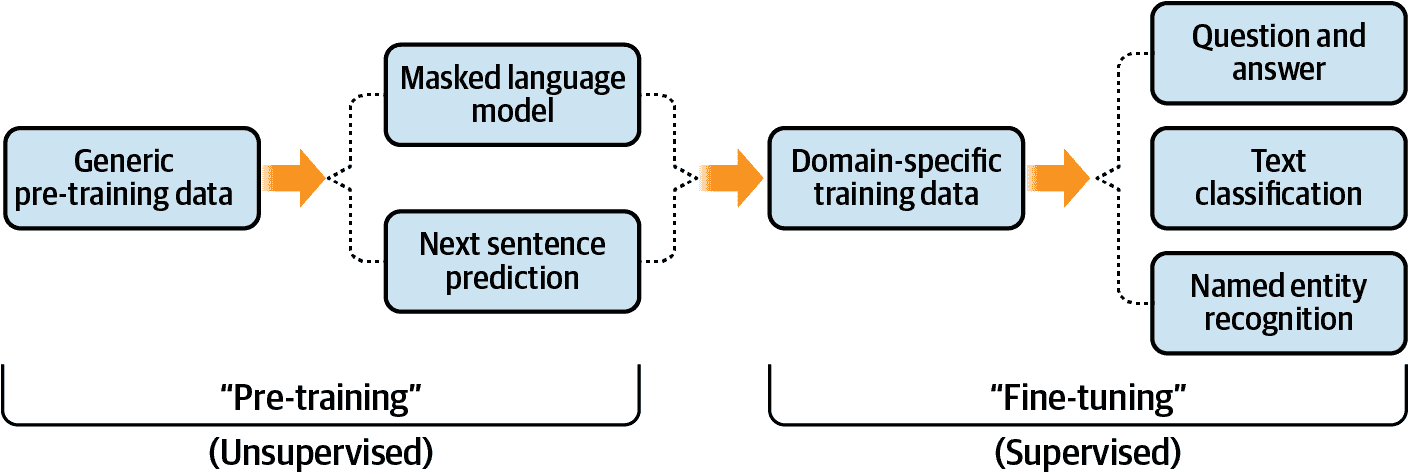 Generic
pre-training data
Masked language
model
Next sentence
prediction
Domain-specific
training data
Question and
answer
Text
classification
Named entity
recognition
“Pre-training”
(Unsupervised)
“Fine-tuning”
(Supervised)